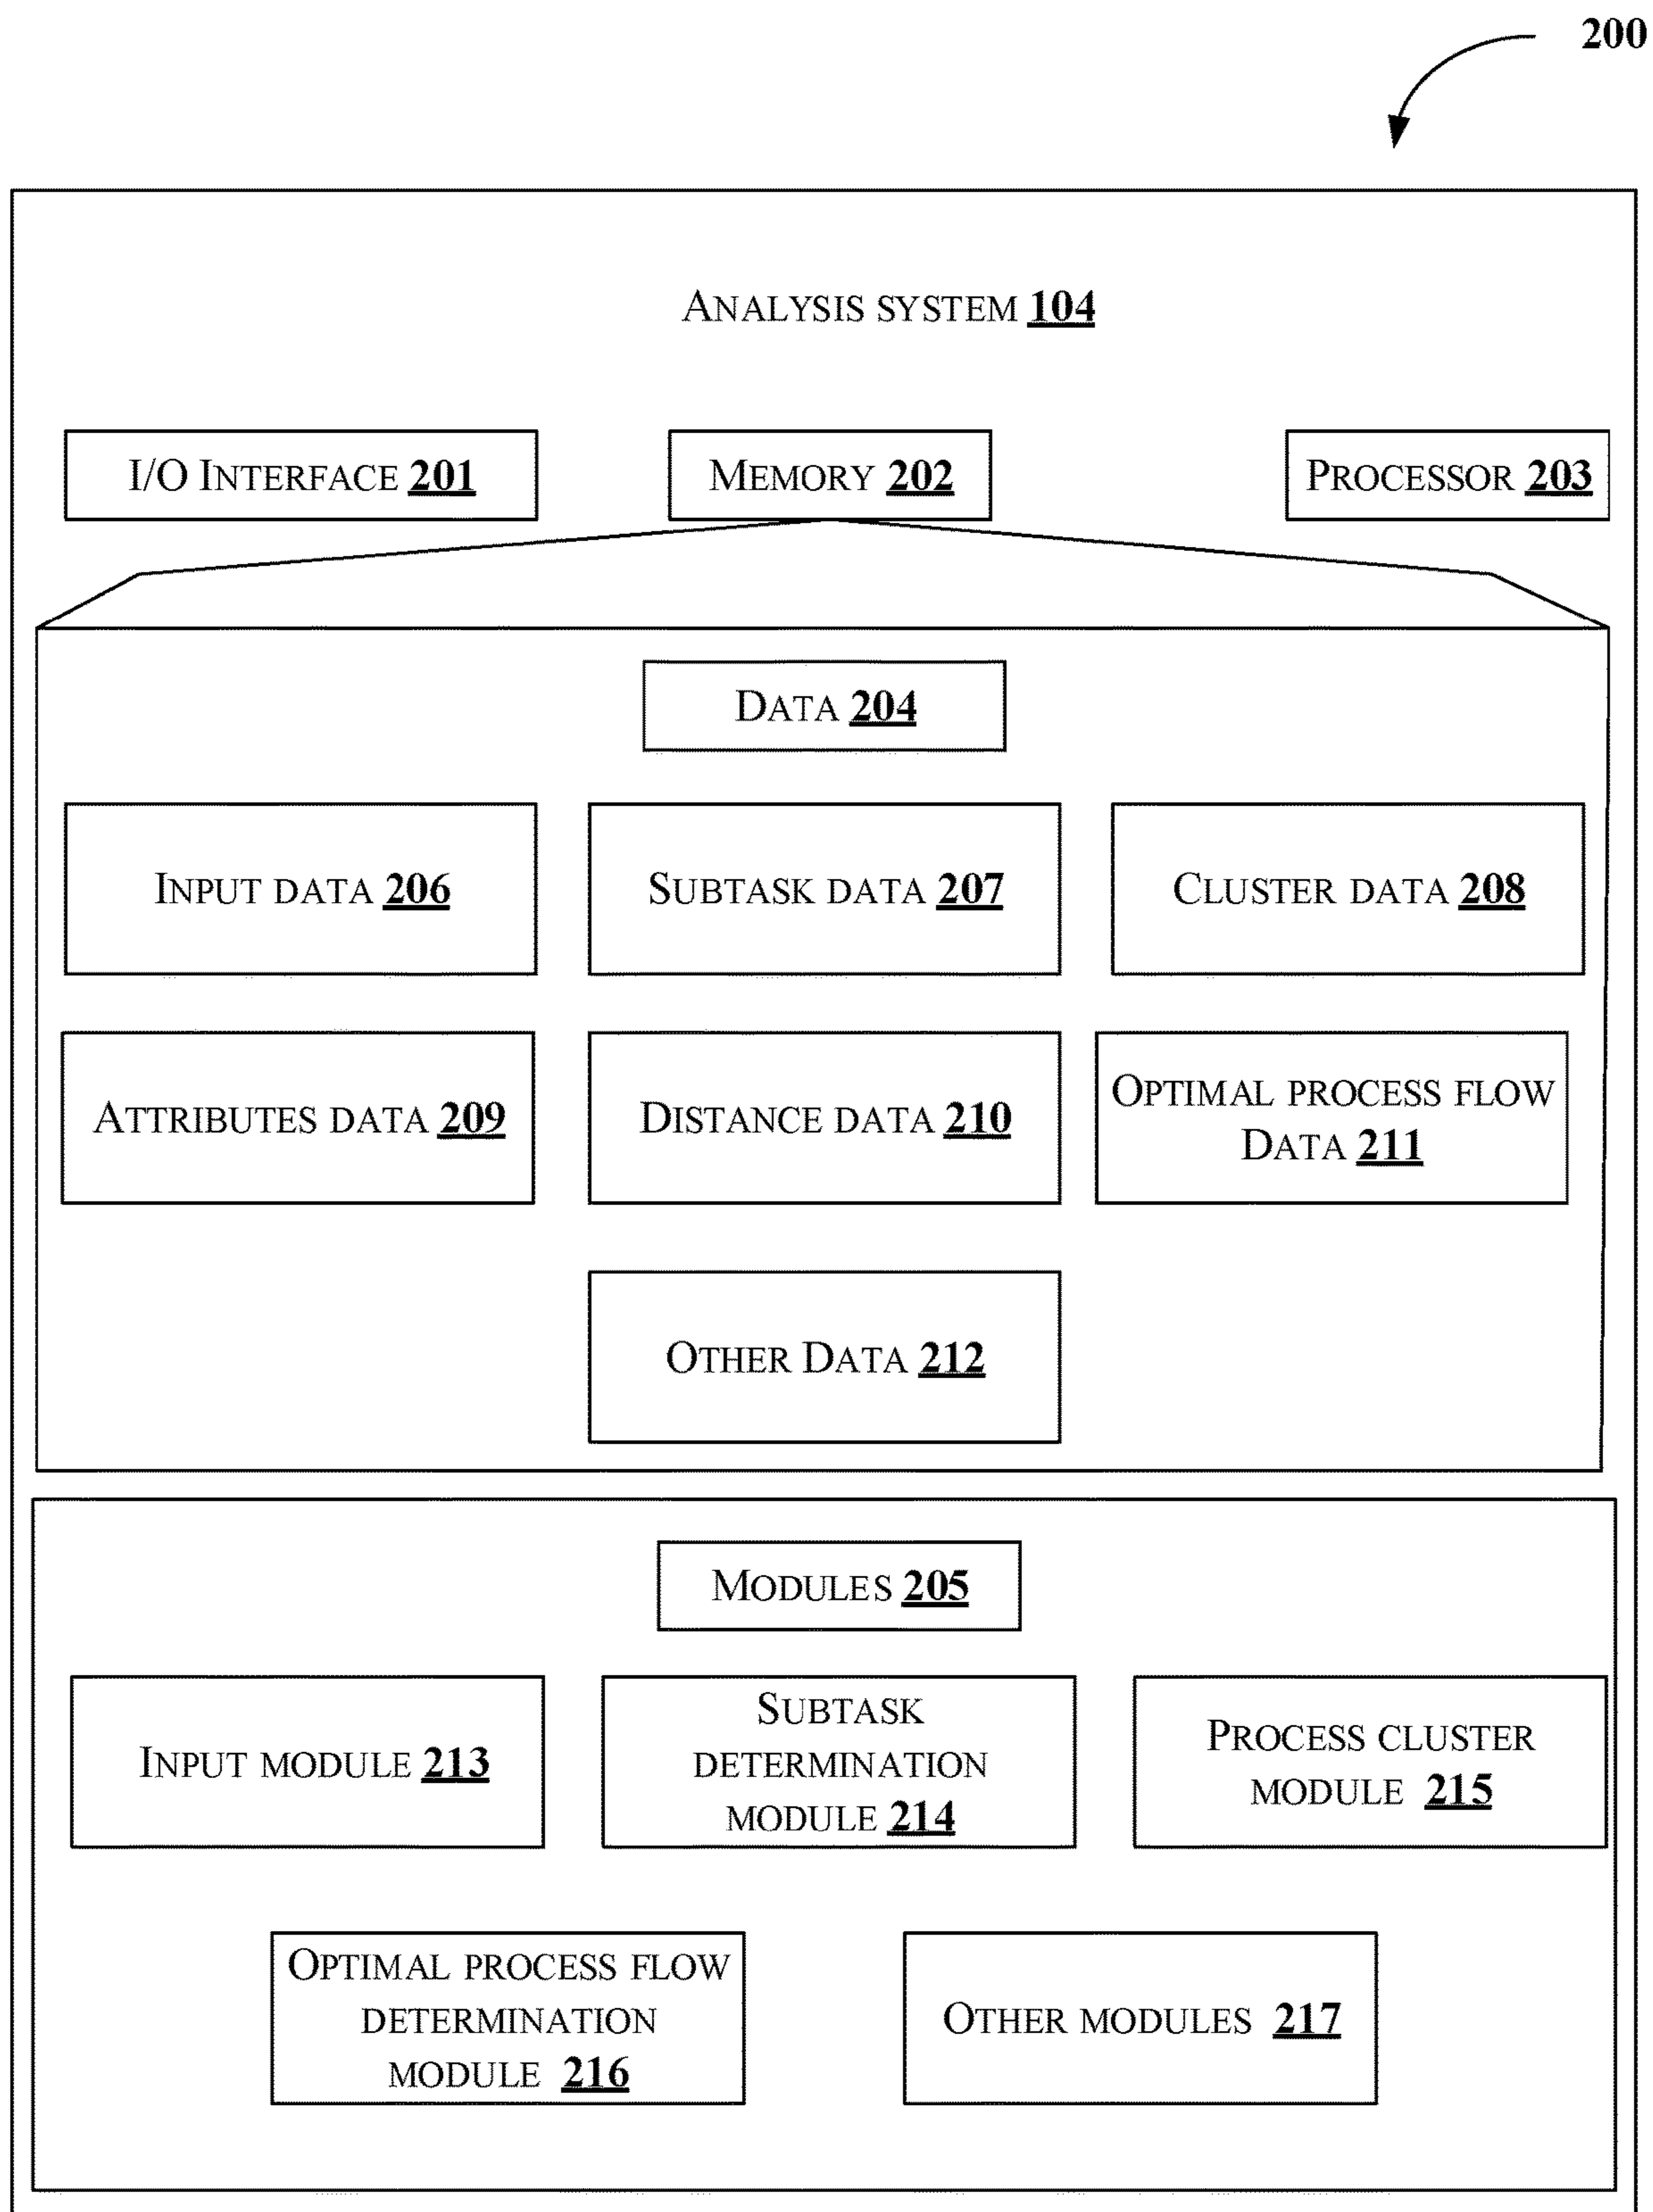 200
ANALYSIS SYSTEM 104
I/O INTERFACE 201
MEMORY 202
PROCESSOR 203
DATA 204
INPUT DATA 206
SUBTASK DATA 207
CLUSTER DATA 208
ATTRIBUTES DATA 209
DISTANCE DATA 210
OPTIMAL PROCESS FLOW
DATA 211
OTHER DATA 212
MODULES 205
INPUT MODULE 213
SUBTASK
DETERMINATION
MODULE 214
PROCESS CLUSTER
MODULE 215
OPTIMAL PROCESS FLOW
DETERMINATION
MODULE 216
OTHER MODULES 217